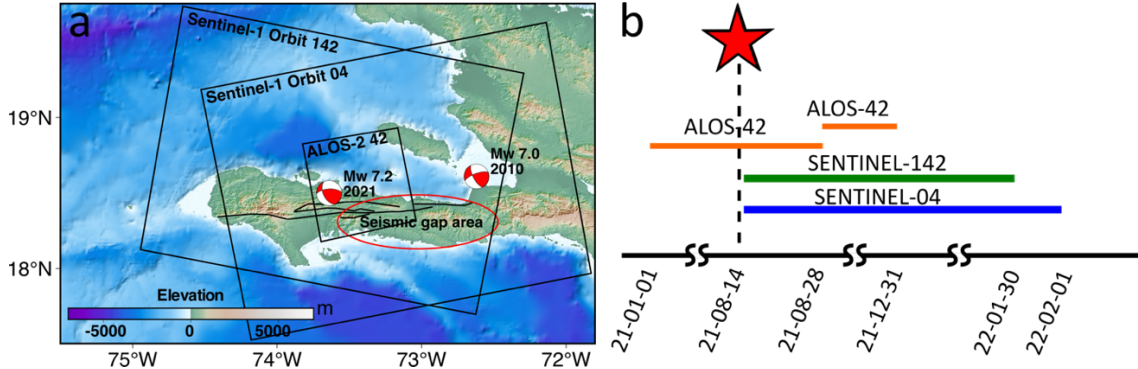 a
Sentinel-1 Orbit 142
Sentinel-1 Orbit 04
ALOS-2 42
Mw 7.0
2010
Mw 7.2
2021
Seismic gap area
Elevation
m
-5000
0
5000
19°N
18°N
75°W
74°W
73°W
72°W
b
ALOS-42
ALOS-42
SENTINEL-142
SENTINEL-04
21-01-01
21-08-14
21-08-28
21-12-31
22-01-30
22-02-01